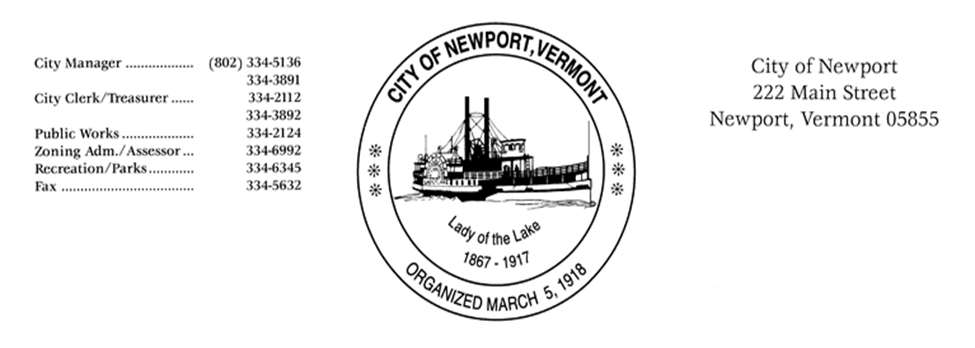 City Manager .................. (802) 334-5136
334-3891
City Clerk/Treasurer ...... 334-2112
334-3892
Public Works ................... 334-2124
Zoning Adm./Assessor ... 334-6992
Recreation/Parks ............ 334-6345
Fax ................................... 334-5632
CITY OF NEWPORT, VERMONT
Lady of the Lake
1867 - 1917
ORGANIZED MARCH 5, 1918
City of Newport
222 Main Street
Newport, Vermont 05855